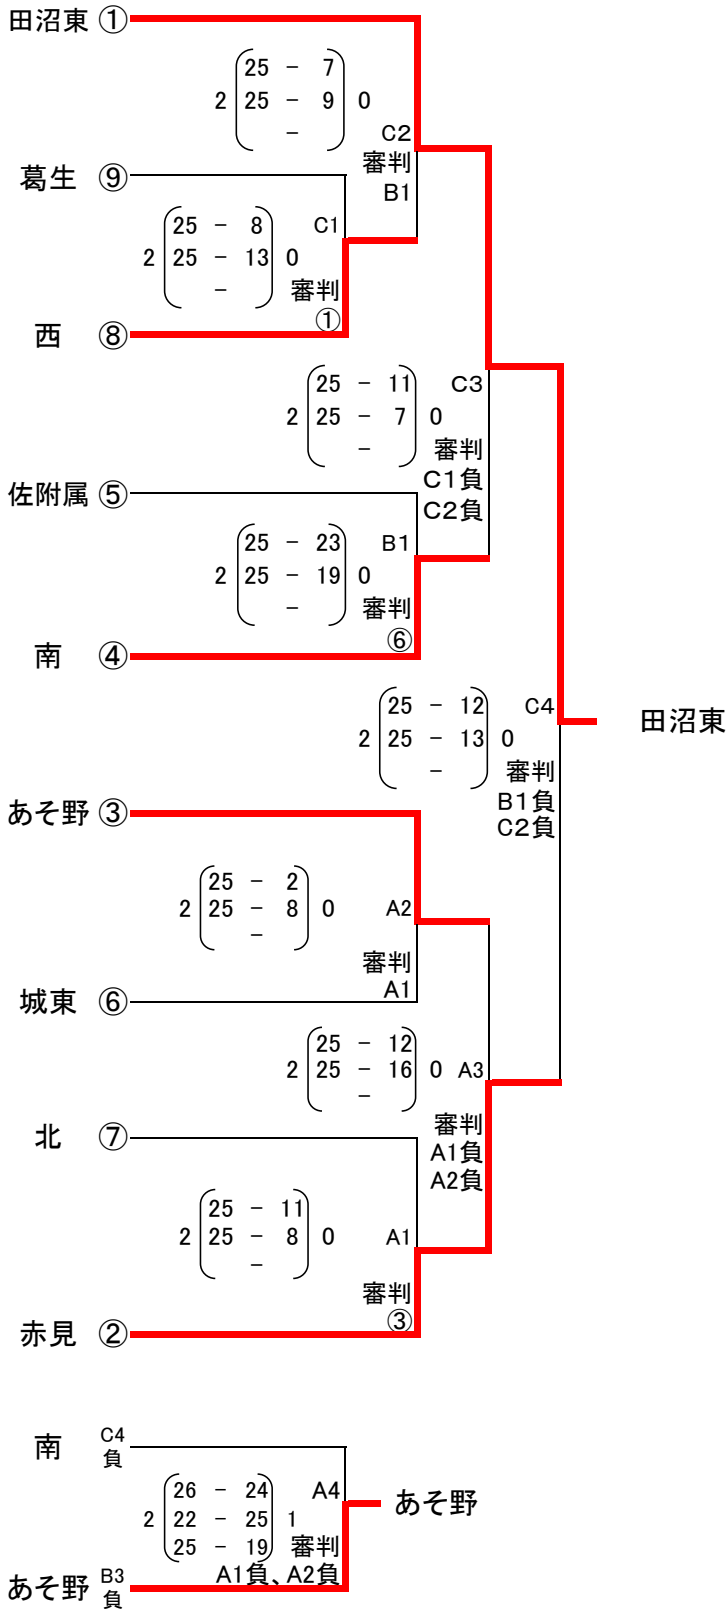 田沼東 ①
25 - 7
2 25 - 9 0
-
C2
審判
B1
葛生 ⑨
25 - 8
C1
2 25 - 13 0
-
審判
①
西 ⑧
25 - 11
C3
2 25 - 7 0
-
審判
C1負
C2負
佐附属 ⑤
25 - 23
B1
2 25 - 19 0
-
審判
⑥
南 ④
25 - 12
C4
2 25 - 13 0
-
審判
B1負
C2負
田沼東
あそ野 ③
25 - 2
2 25 - 8 0
-
A2
審判
A1
城東 ⑥
25 - 12
2 25 - 16 0
-
A3
審判
A1負
A2負
北 ⑦
25 - 11
2 25 - 8 0
-
A1
審判
③
赤見 ②
南 C4
負
26 - 24
A4
2 22 - 25 1
25 - 19
審判
A1負、A2負
あそ野
あそ野 B3
負